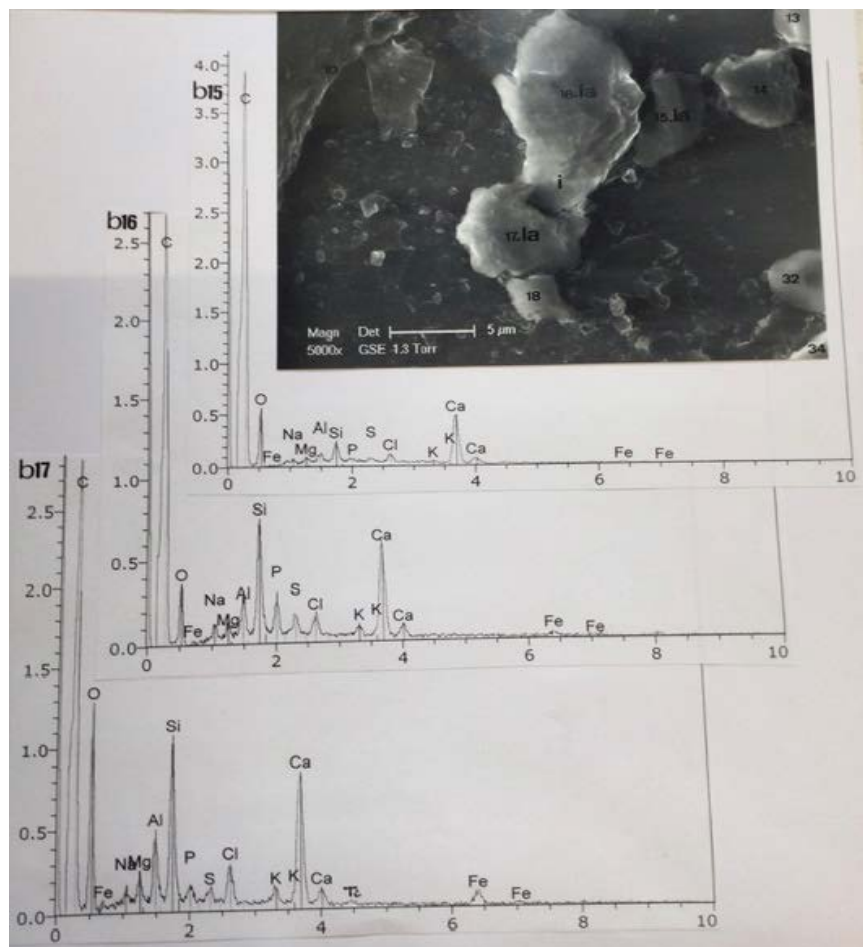 b15
4.0
3.5
3.0
2.5
2.0
1.5
1.0
0.5
0.0
C
O
Fe
Na
Mg
Al
Si
P
S
Cl
K
K
Ca
Ca
Fe
Fe
0
2
4
6
8
10
10
13
14
16.Ia
15.Ia
i
17.Ia
18
32
34
Magn Det 5 µm
5000x GSE 1.3 Torr
b16
2.5
2.0
1.5
1.0
0.5
0.0
C
O
Fe
Na
Mg
Al
Si
P
S
Cl
K
K
Ca
Ca
Fe
Fe
0
2
4
6
8
10
b17
2.5
2.0
1.5
1.0
0.5
0.0
C
O
Fe
Na
Mg
Al
Si
P
S
Cl
K
K
Ca
Ca
Fe
Fe
0
2
4
6
8
10